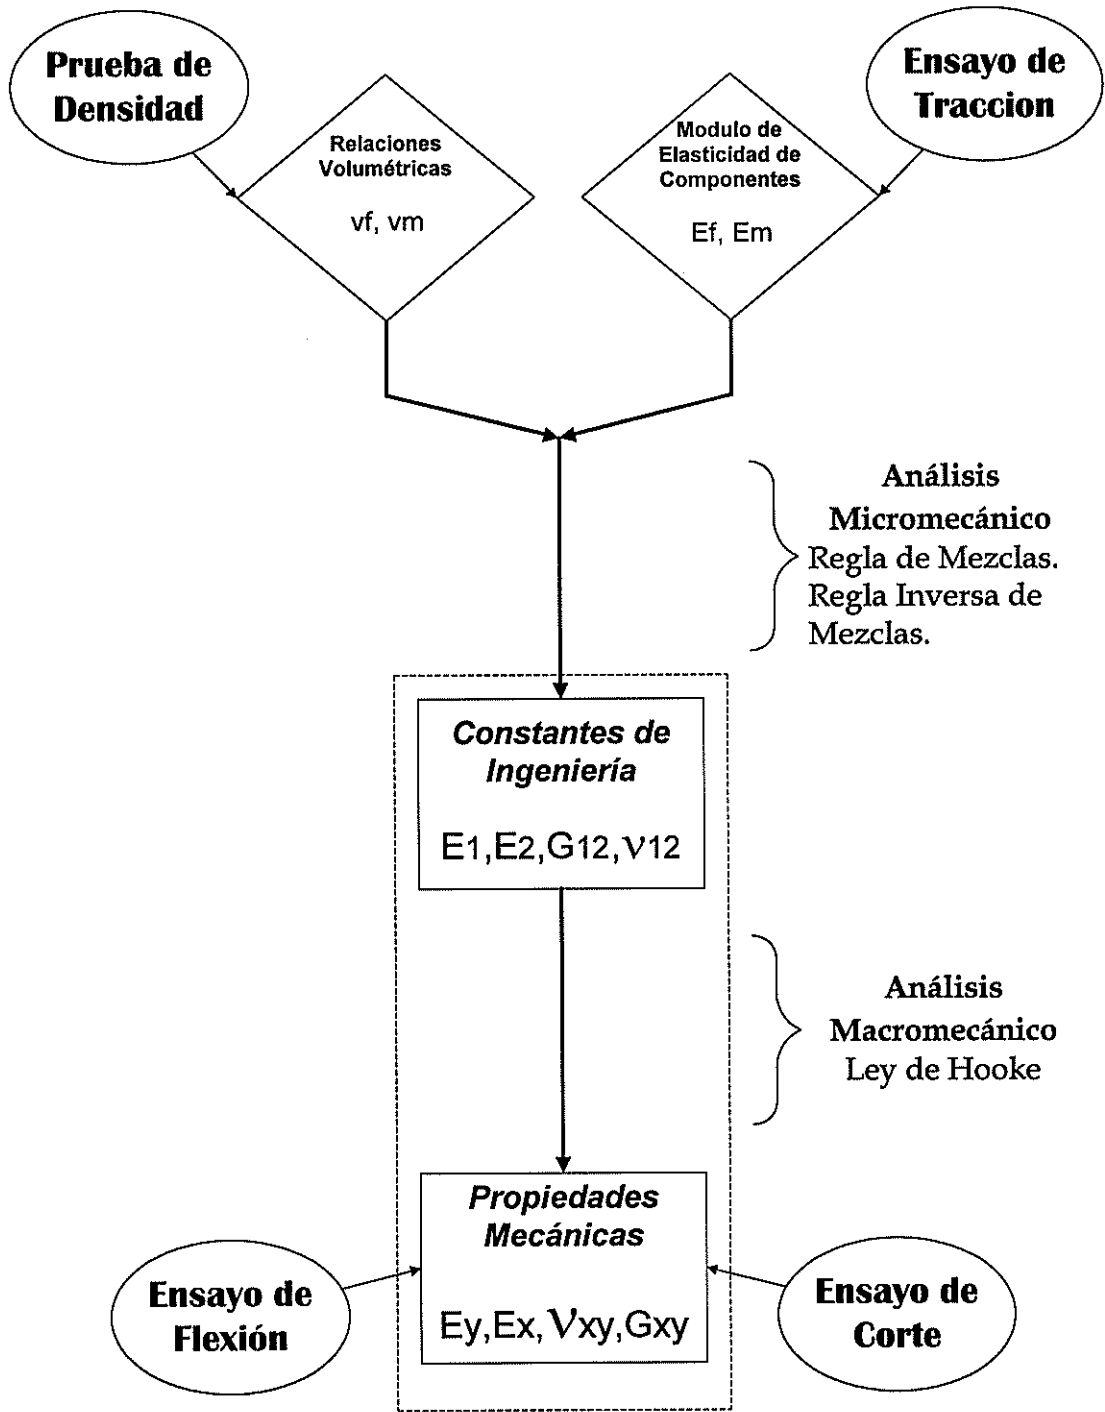 Prueba de
Densidad
Ensayo de
Traccion
Relaciones
Volumétricas
vf, vm
Modulo de
Elasticidad de
Componentes
Ef, Em
Análisis
Micromecánico
Regla de Mezclas.
Regla Inversa de
Mezclas.
Constantes de
Ingeniería
E1,E2,G12,ν12
Análisis
Macromecánico
Ley de Hooke
Propiedades
Mecánicas
Ey,Ex,νxy,Gxy
Ensayo de
Flexión
Ensayo de
Corte